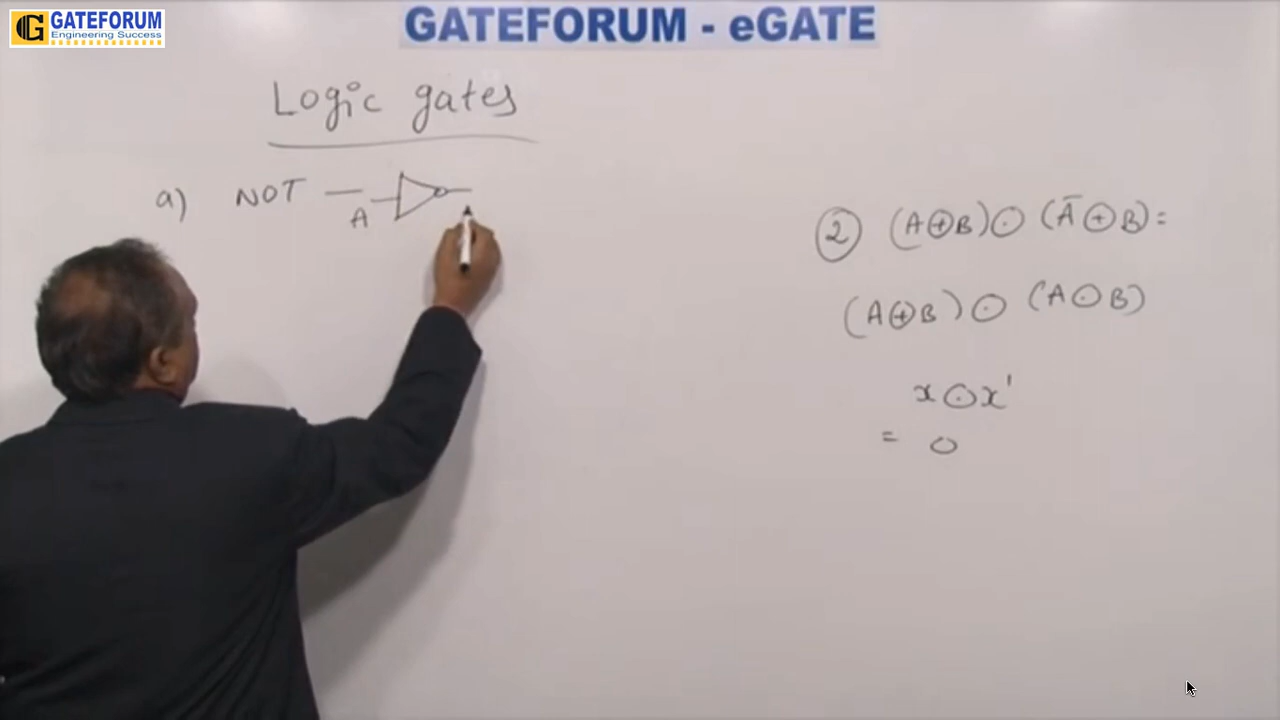 GATEFORUM
Engineering Success
GATEFORUM - eGATE
Logic gates
a) NOT —
A
② (A⊕B)⊙(Ā⊕B)=
(A⊕B)⊙(A⊙B)
x⊙x'
= 0